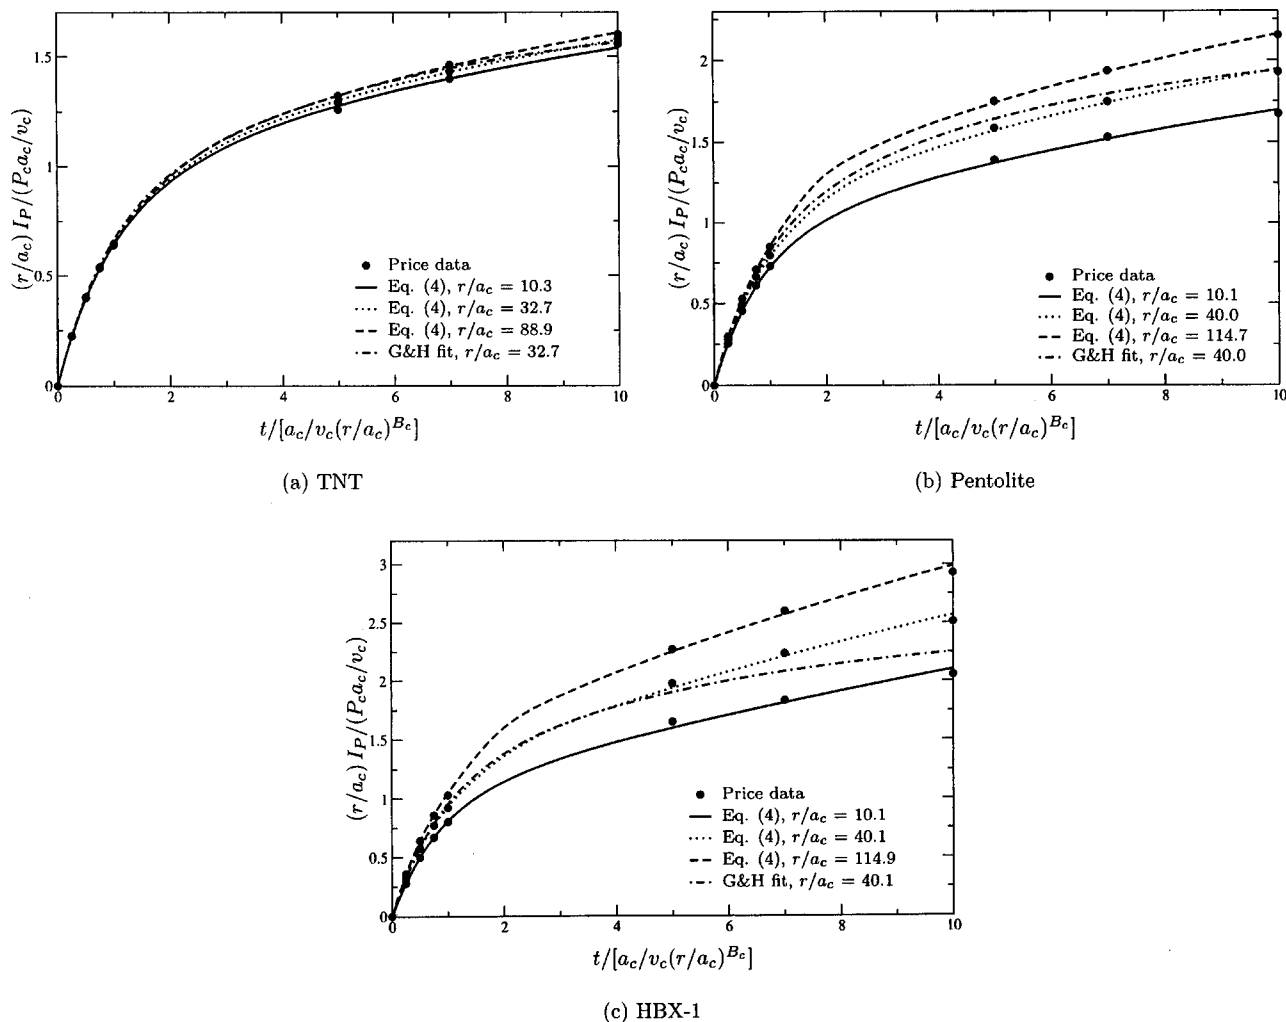 1.5
1
0.5
0
0 2 4 6 8 10
(r/a_c) I_P/(P_c a_c/v_c)
Price data
Eq. (4), r/a_c = 10.3
Eq. (4), r/a_c = 32.7
Eq. (4), r/a_c = 88.9
G&H fit, r/a_c = 32.7
t/[a_c/v_c(r/a_c)^{B_c}]
(a) TNT
2
1.5
1
0.5
0
0 2 4 6 8 10
(r/a_c) I_P/(P_c a_c/v_c)
Price data
Eq. (4), r/a_c = 10.1
Eq. (4), r/a_c = 40.0
Eq. (4), r/a_c = 114.7
G&H fit, r/a_c = 40.0
t/[a_c/v_c(r/a_c)^{B_c}]
(b) Pentolite
3
2.5
2
1.5
1
0.5
0
0 2 4 6 8 10
(r/a_c) I_P/(P_c a_c/v_c)
Price data
Eq. (4), r/a_c = 10.1
Eq. (4), r/a_c = 40.1
Eq. (4), r/a_c = 114.9
G&H fit, r/a_c = 40.1
t/[a_c/v_c(r/a_c)^{B_c}]
(c) HBX-1